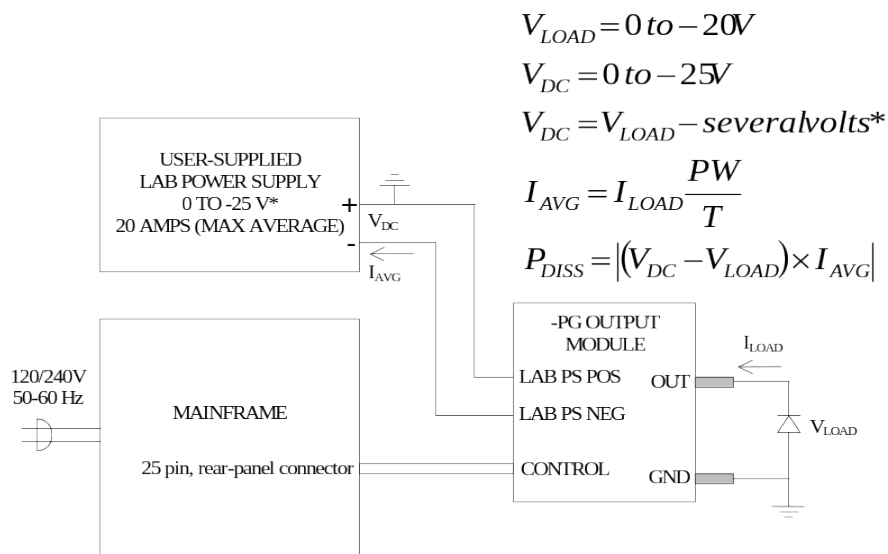 V_LOAD = 0 to − 20V
V_DC = 0 to − 25V
V_DC = V_LOAD − severalvolts*
I_AVG = I_LOAD PW/T
P_DISS = |(V_DC − V_LOAD) × I_AVG|
USER-SUPPLIED
LAB POWER SUPPLY
0 TO -25 V*
20 AMPS (MAX AVERAGE)
+
-
V_DC
I_AVG
-PG OUTPUT
MODULE
LAB PS POS
OUT
LAB PS NEG
CONTROL
GND
I_LOAD
V_LOAD
120/240V
50-60 Hz
MAINFRAME
25 pin, rear-panel connector